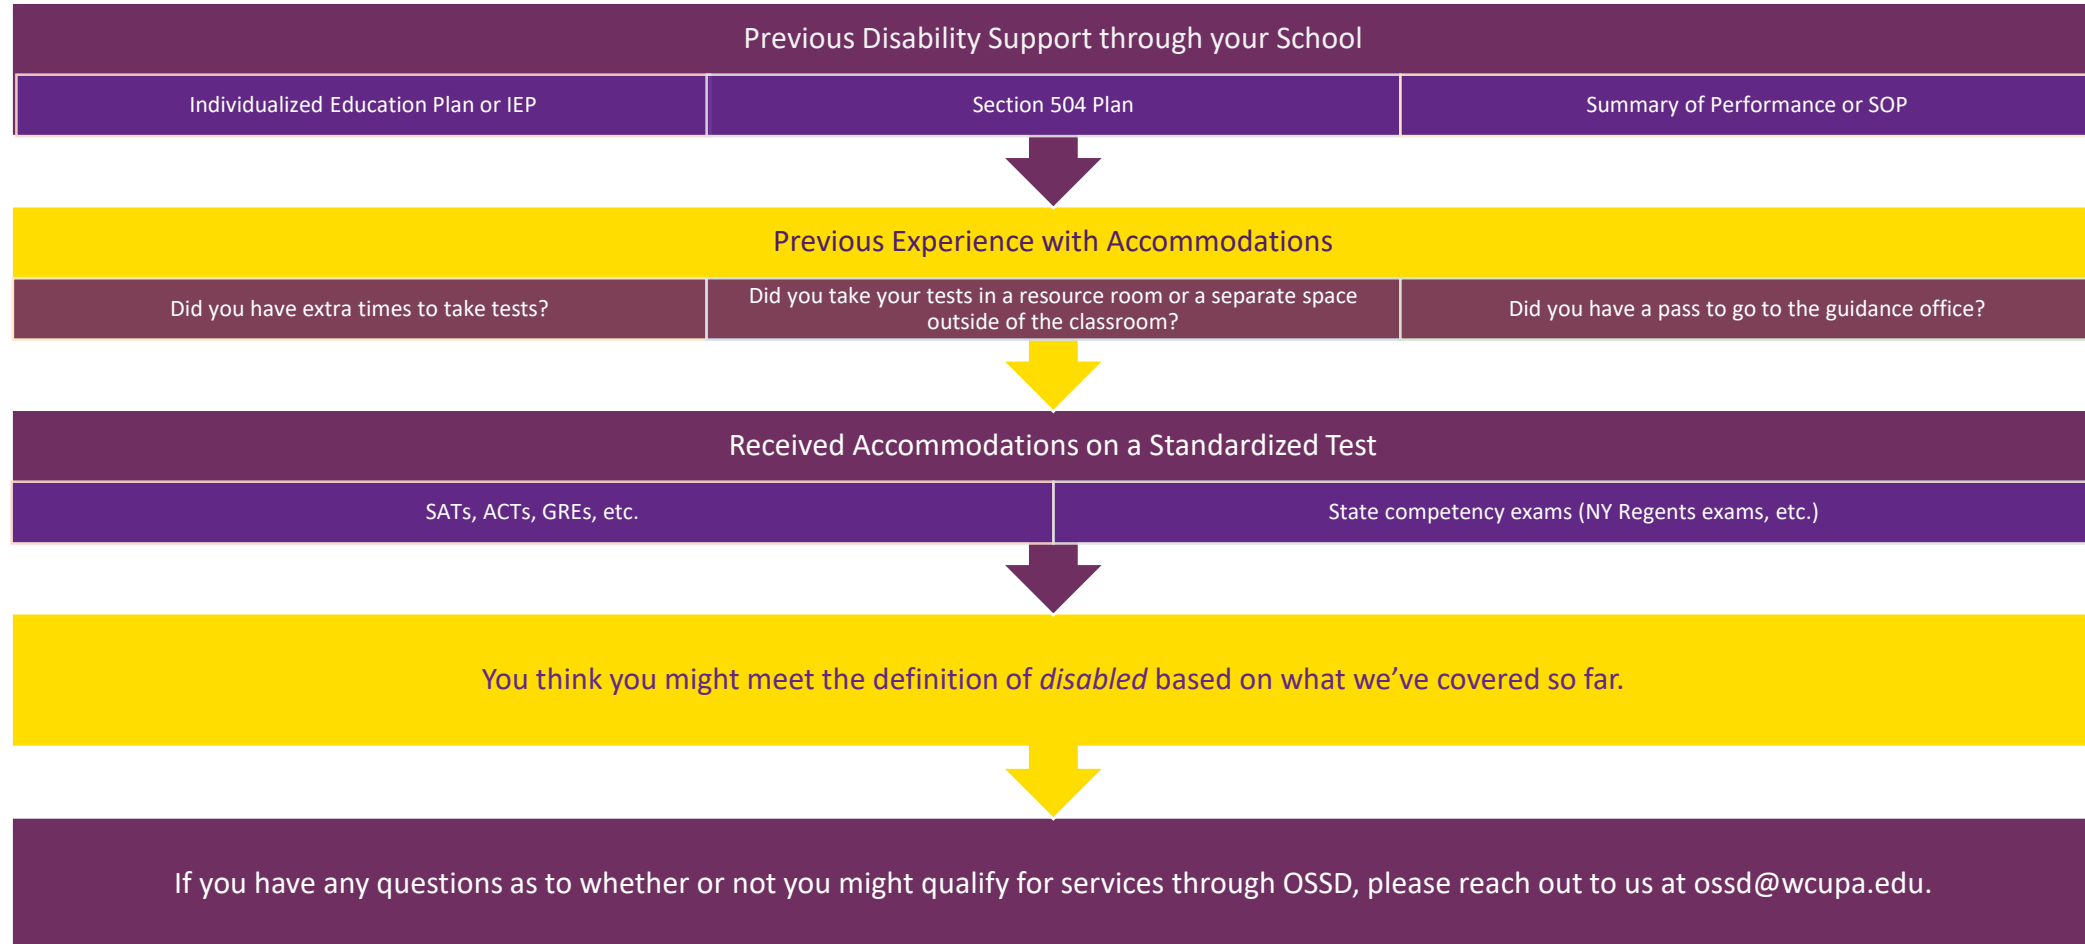 Previous Disability Support through your School
Individualized Education Plan or IEP
Section 504 Plan
Summary of Performance or SOP
Previous Experience with Accommodations
Did you have extra times to take tests?
Did you take your tests in a resource room or a separate space
outside of the classroom?
Did you have a pass to go to the guidance office?
Received Accommodations on a Standardized Test
SATs, ACTs, GREs, etc.
State competency exams (NY Regents exams, etc.)
You think you might meet the definition of disabled based on what we’ve covered so far.
If you have any questions as to whether or not you might qualify for services through OSSD, please reach out to us at ossd@wcupa.edu.